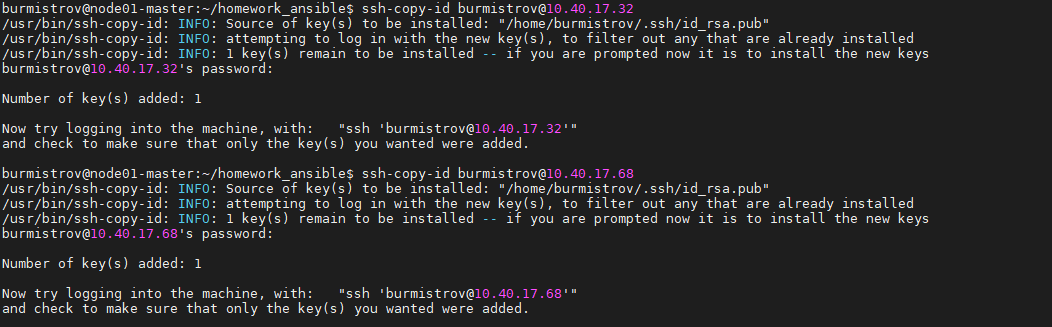 burmistrov@node01-master:~/homework_ansible$ ssh-copy-id burmistrov@10.40.17.32
/usr/bin/ssh-copy-id: INFO: Source of key(s) to be installed: "/home/burmistrov/.ssh/id_rsa.pub"
/usr/bin/ssh-copy-id: INFO: attempting to log in with the new key(s), to filter out any that are already installed
/usr/bin/ssh-copy-id: INFO: 1 key(s) remain to be installed -- if you are prompted now it is to install the new keys
burmistrov@10.40.17.32's password:
Number of key(s) added: 1
Now try logging into the machine, with:   "ssh 'burmistrov@10.40.17.32'"
and check to make sure that only the key(s) you wanted were added.
burmistrov@node01-master:~/homework_ansible$ ssh-copy-id burmistrov@10.40.17.68
/usr/bin/ssh-copy-id: INFO: Source of key(s) to be installed: "/home/burmistrov/.ssh/id_rsa.pub"
/usr/bin/ssh-copy-id: INFO: attempting to log in with the new key(s), to filter out any that are already installed
/usr/bin/ssh-copy-id: INFO: 1 key(s) remain to be installed -- if you are prompted now it is to install the new keys
burmistrov@10.40.17.68's password:
Number of key(s) added: 1
Now try logging into the machine, with:   "ssh 'burmistrov@10.40.17.68'"
and check to make sure that only the key(s) you wanted were added.